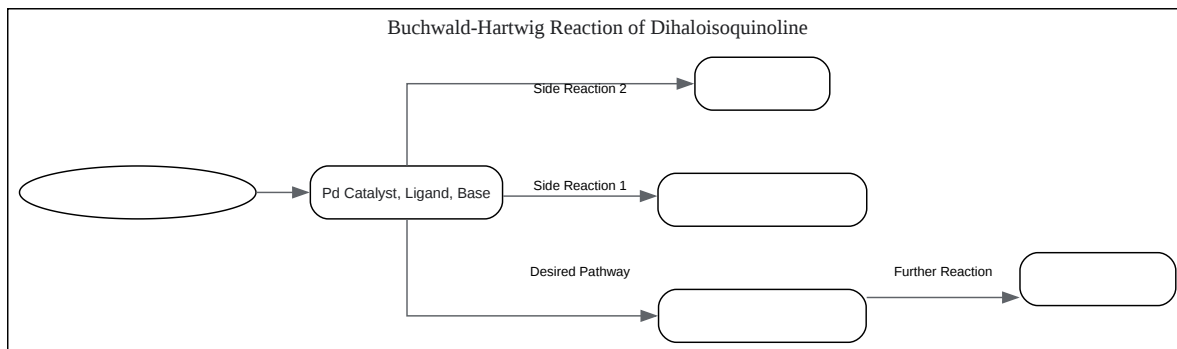 Buchwald-Hartwig Reaction of Dihaloisoquinoline
Side Reaction 2
Pd Catalyst, Ligand, Base
Side Reaction 1
Desired Pathway
Further Reaction